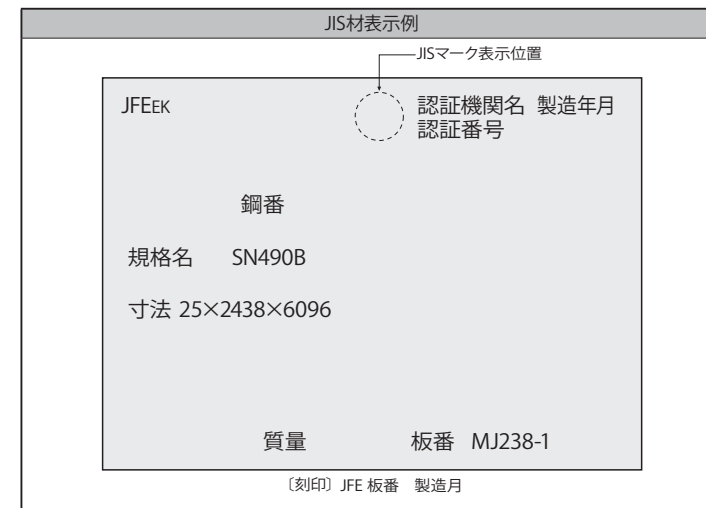 JIS材表示例
JISマーク表示位置
JFEEK
認証機関名 製造年月
認証番号
鋼番
規格名 SN490B
寸法 25×2438×6096
質量 板番 MJ238-1
〔刻印〕JFE 板番 製造月